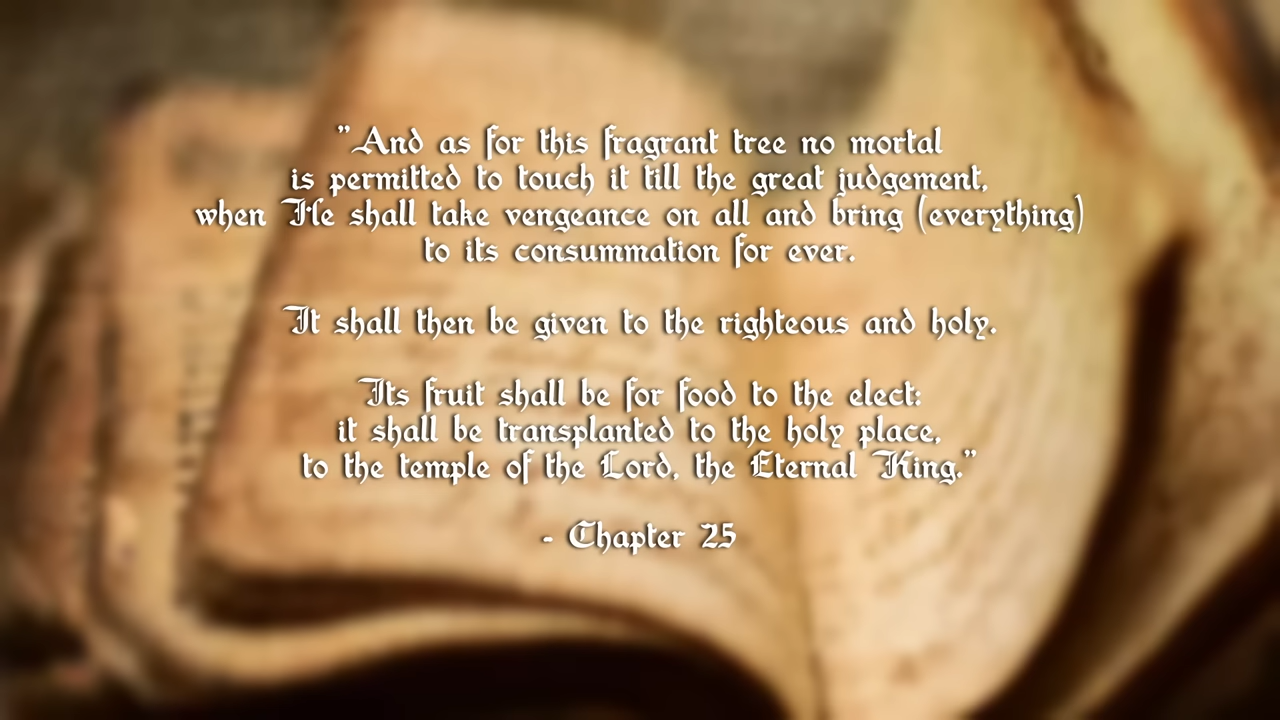 "And as for this fragrant tree no mortal
is permitted to touch it till the great judgement,
when He shall take vengeance on all and bring (everything)
to its consummation for ever.
It shall then be given to the righteous and holy.
Its fruit shall be for food to the elect:
it shall be transplanted to the holy place,
to the temple of the Lord, the Eternal King."
- Chapter 25